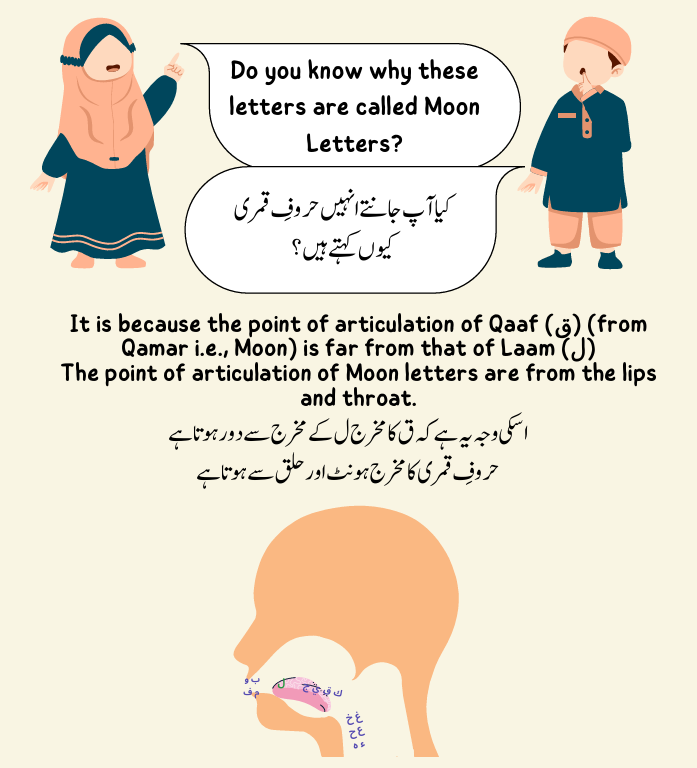 Do you know why these
letters are called Moon
Letters?
کیا آپ جانتے انہیں حروفِ قمری
کیوں کہتے ہیں؟
It is because the point of articulation of Qaaf (ق) (from
Qamar i.e., Moon) is far from that of Laam (ل)
The point of articulation of Moon letters are from the lips
and throat.
اسکی وجہ یہ ہے کہ ق کا مخرج ل کے مخرج سے دور ہوتا ہے
حروفِ قمری کا مخرج ہونٹ اور حلق سے ہوتا ہے
ب و
م ف
ل
ج ي ق ك
غ خ
ع ح
ء ه